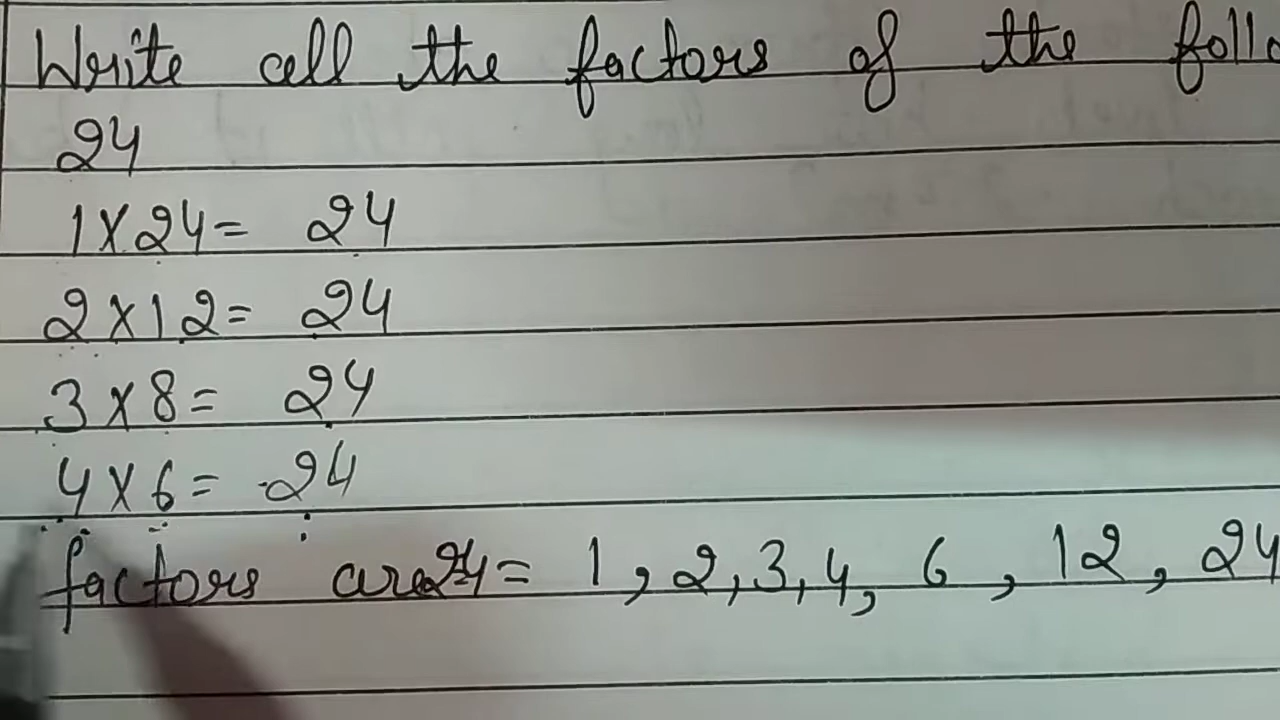 Write all the factors of the follo
24
1 X 24 = 24
2 X 12 = 24
3 X 8 = 24
4 X 6 = 24
factors are 24 = 1, 2, 3, 4, 6, 12, 24